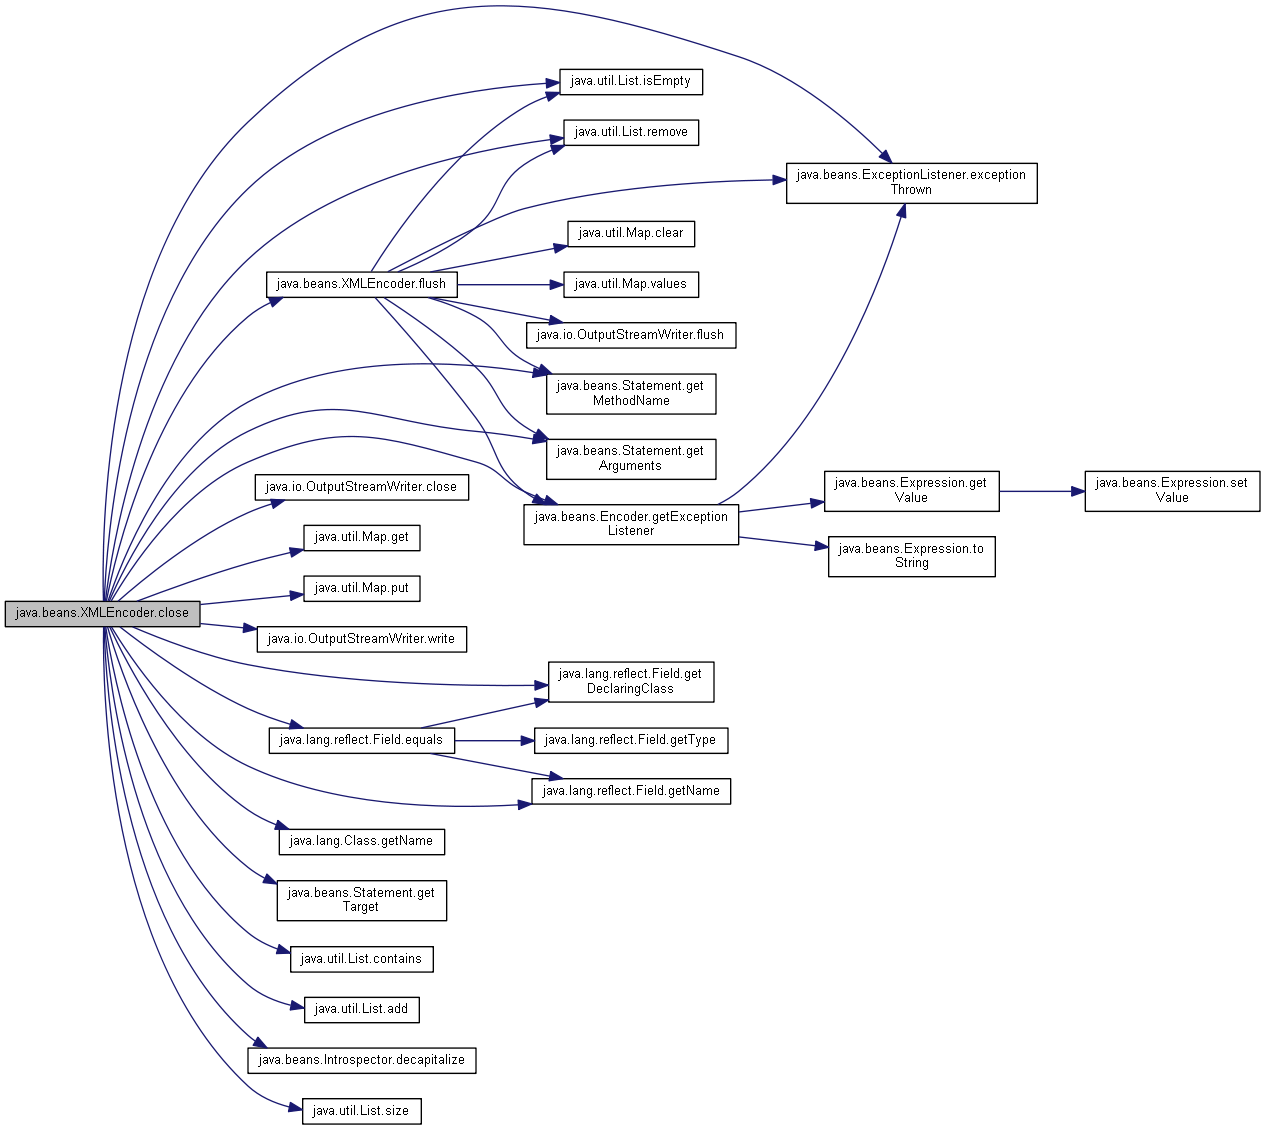 java.util.List.isEmpty
java.util.List.remove
java.beans.ExceptionListener.exception
Thrown
java.util.Map.clear
java.beans.XMLEncoder.flush
java.util.Map.values
java.io.OutputStreamWriter.flush
java.beans.Statement.get
MethodName
java.beans.Statement.get
Arguments
java.io.OutputStreamWriter.close
java.beans.Expression.get
Value
java.beans.Expression.set
Value
java.beans.Encoder.getException
Listener
java.util.Map.get
java.beans.Expression.to
String
java.util.Map.put
java.beans.XMLEncoder.close
java.io.OutputStreamWriter.write
java.lang.reflect.Field.get
DeclaringClass
java.lang.reflect.Field.equals
java.lang.reflect.Field.getType
java.lang.reflect.Field.getName
java.lang.Class.getName
java.beans.Statement.get
Target
java.util.List.contains
java.util.List.add
java.beans.Introspector.decapitalize
java.util.List.size